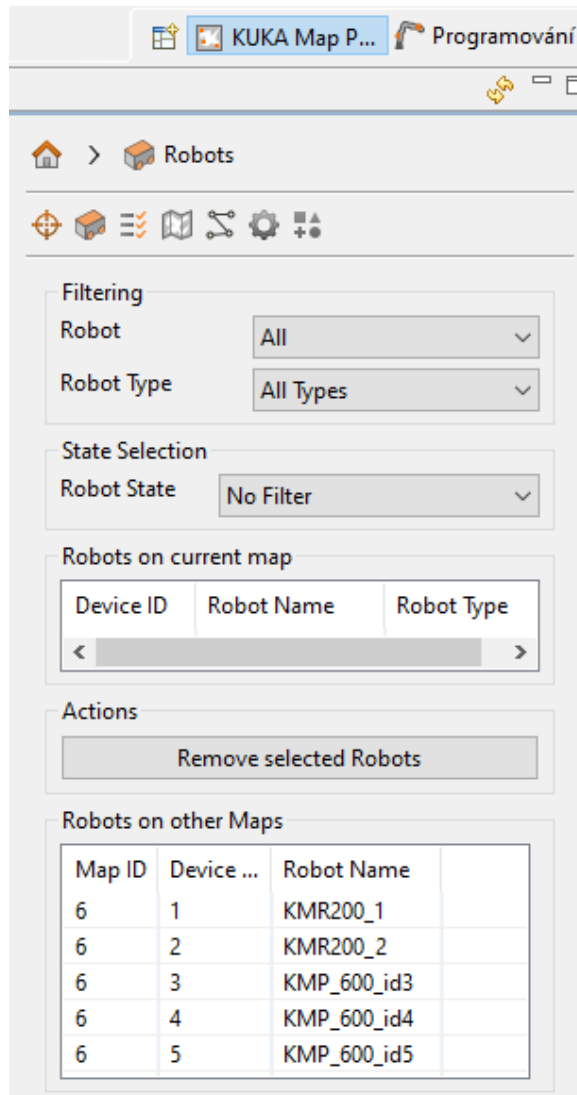 KUKA Map P... Programování
Robots
Filtering
Robot All
Robot Type All Types
State Selection
Robot State No Filter
Robots on current map
Device ID Robot Name Robot Type
Actions
Remove selected Robots
Robots on other Maps
Map ID Device ... Robot Name
6 1 KMR200_1
6 2 KMR200_2
6 3 KMP_600_id3
6 4 KMP_600_id4
6 5 KMP_600_id5